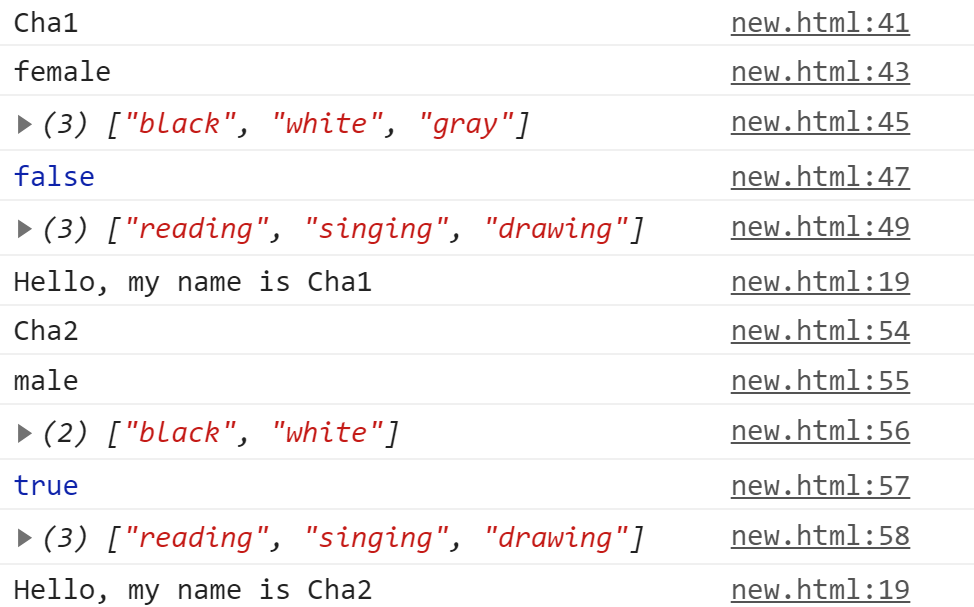 Cha1 new.html:41
female new.html:43
▶ (3) ["black", "white", "gray"] new.html:45
false new.html:47
▶ (3) ["reading", "singing", "drawing"] new.html:49
Hello, my name is Cha1 new.html:19
Cha2 new.html:54
male new.html:55
▶ (2) ["black", "white"] new.html:56
true new.html:57
▶ (3) ["reading", "singing", "drawing"] new.html:58
Hello, my name is Cha2 new.html:19